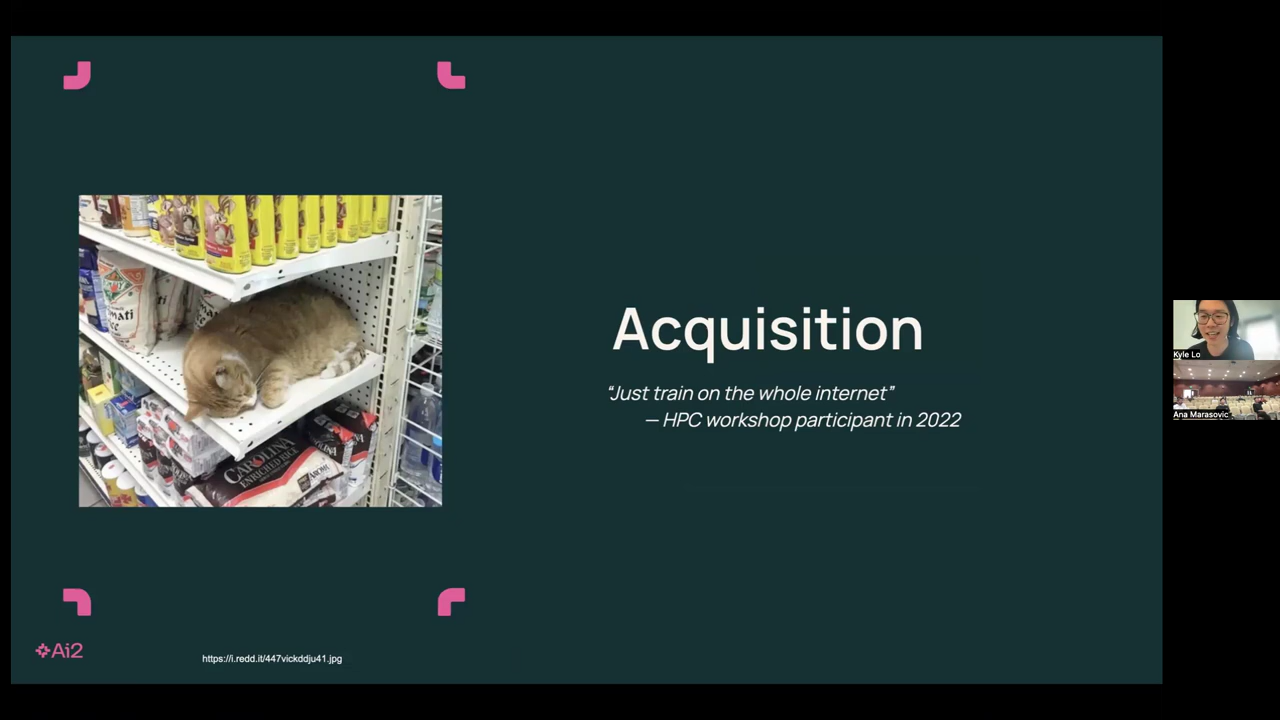 Acquisition
“Just train on the whole internet”
— HPC workshop participant in 2022
CAROLINA
ENRICHED RICE
Ai2
https://i.redd.it/447vickddju41.jpg
Kyle Lo
Ana Marasovic